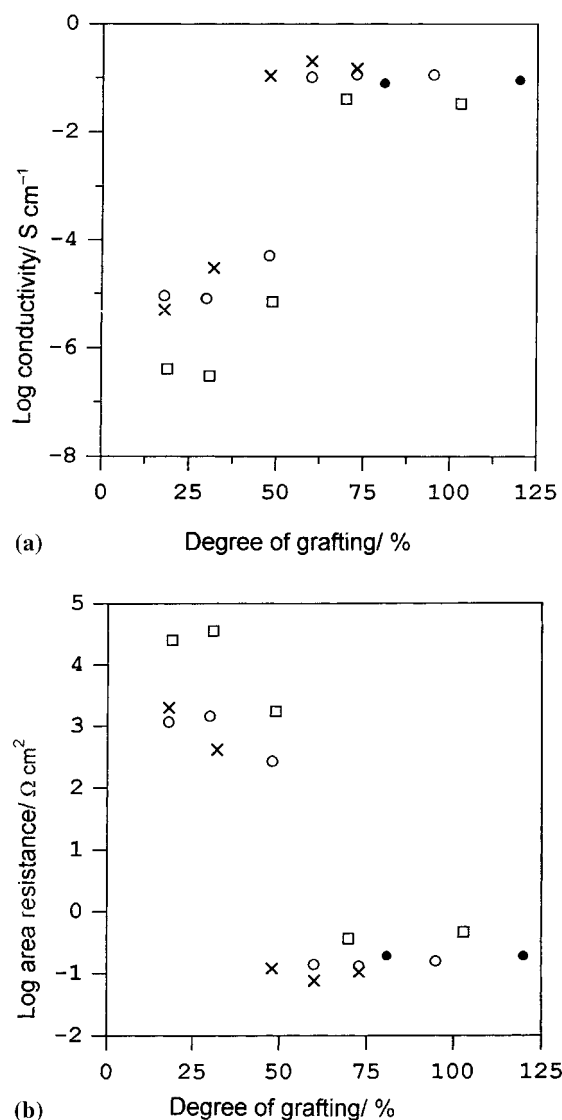 0
-2
-4
-6
-8
Log conductivity/ S cm⁻¹
0 25 50 75 100 125
(a) Degree of grafting/ %
5
4
3
2
1
0
-1
-2
Log area resistance/ Ω cm²
0 25 50 75 100 125
(b) Degree of grafting/ %